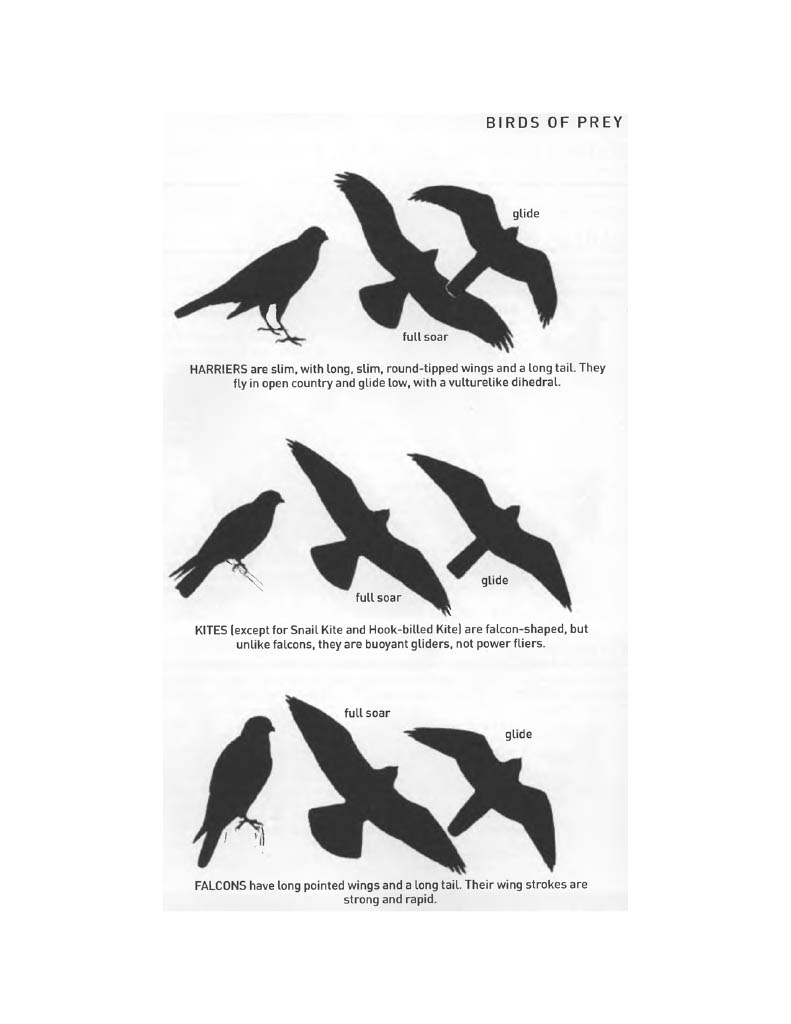 BIRDS OF PREY
glide
full soar
HARRIERS are slim, with long, slim, round-tipped wings and a long tail. They
fly in open country and glide low, with a vulturelike dihedral.
glide
full soar
KITES (except for Snail Kite and Hook-billed Kite) are falcon-shaped, but
unlike falcons, they are buoyant gliders, not power fliers.
full soar
glide
FALCONS have long pointed wings and a long tail. Their wing strokes are
strong and rapid.